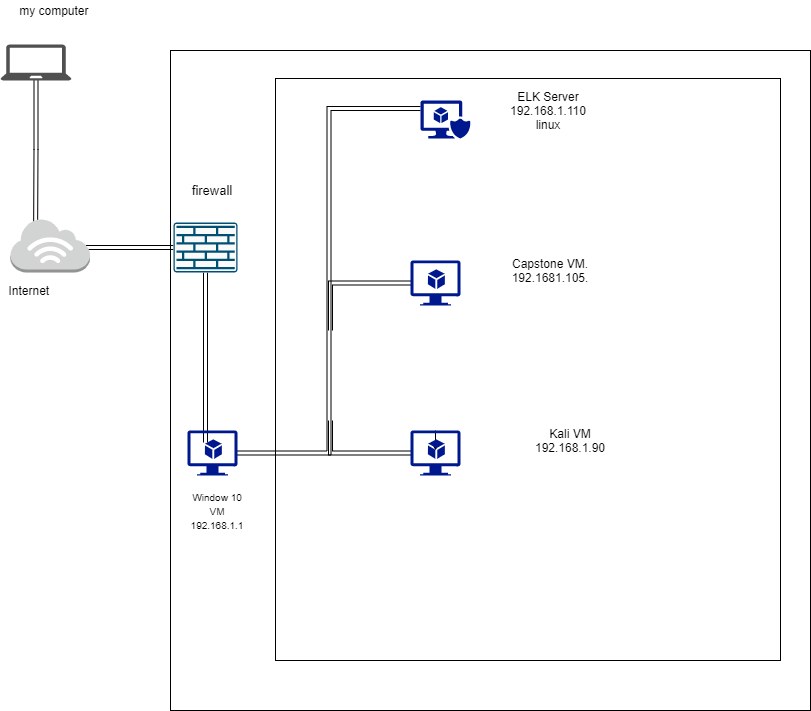 my computer
ELK Server
192.168.1.110
linux
firewall
Capstone VM.
192.1681.105.
Internet
Kali VM
192.168.1.90
Window 10
VM
192.168.1.1